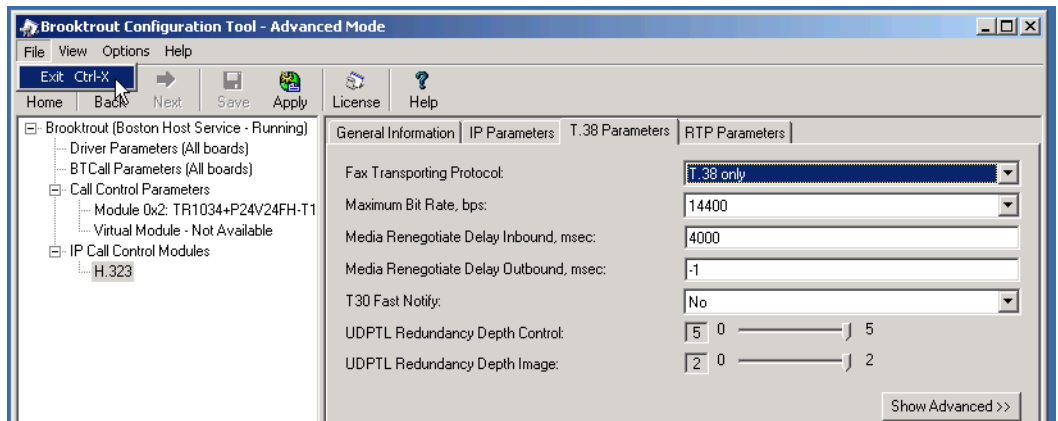 Brooktrout Configuration Tool - Advanced Mode
File View Options Help
Exit Ctrl-X
Home Back Next Save Apply License Help
Brooktrout (Boston Host Service - Running)
Driver Parameters (All boards)
BTCall Parameters (All boards)
Call Control Parameters
Module 0x2: TR1034+P24V24FH-T1
Virtual Module - Not Available
IP Call Control Modules
H.323
General Information IP Parameters T.38 Parameters RTP Parameters
Fax Transporting Protocol: T.38 only
Maximum Bit Rate, bps: 14400
Media Renegotiate Delay Inbound, msec: 4000
Media Renegotiate Delay Outbound, msec: -1
T30 Fast Notify: No
UDPTL Redundancy Depth Control: 5 0 5
UDPTL Redundancy Depth Image: 2 0 2
Show Advanced >>